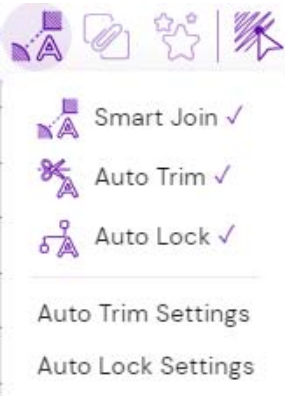 Smart Join ✓
Auto Trim ✓
Auto Lock ✓
Auto Trim Settings
Auto Lock Settings